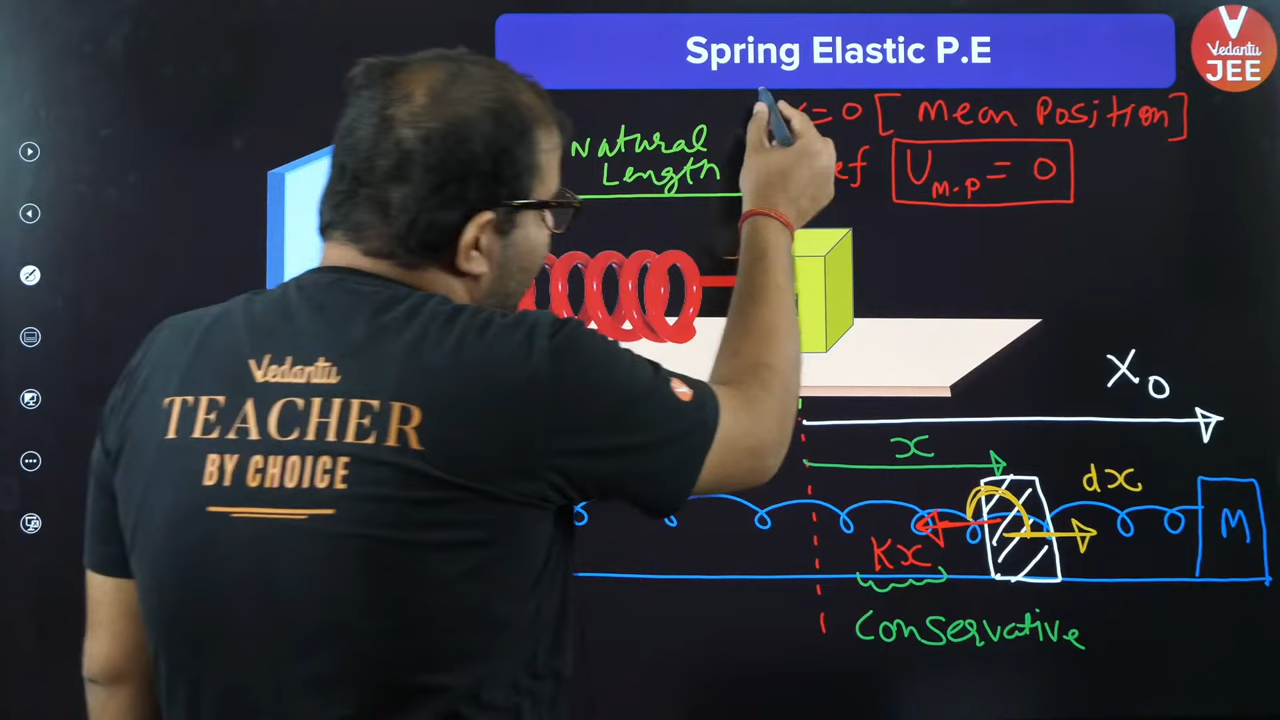 Spring Elastic P.E
Vedantu
JEE
=0 [Mean Position]
Natural
Length
ef U M.P = 0
Vedantu
TEACHER
BY CHOICE
X0
x
dx
Kx
M
Conservative